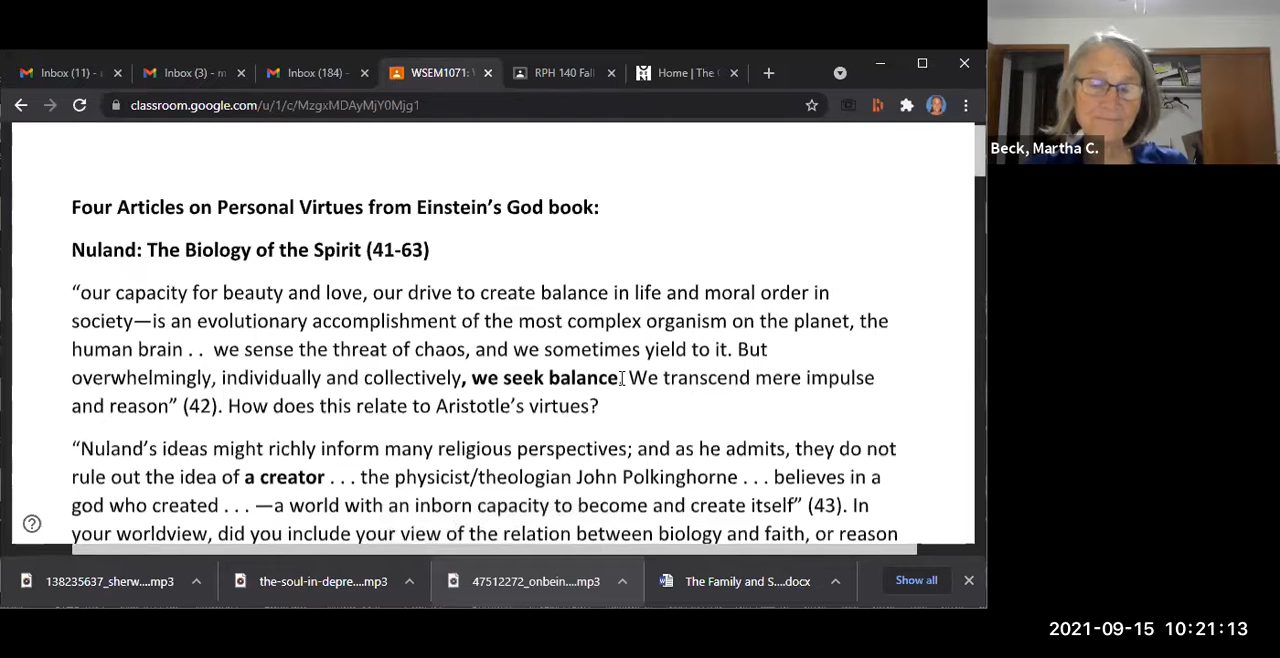 Inbox (11) -
Inbox (3) - m
Inbox (184) -
WSEM1071:
RPH 140 Fall
Home | The
classroom.google.com/u/1/c/MzgxMDAyMjY0Mjg1
Beck, Martha C.
Four Articles on Personal Virtues from Einstein’s God book:
Nuland: The Biology of the Spirit (41-63)
“our capacity for beauty and love, our drive to create balance in life and moral order in
society—is an evolutionary accomplishment of the most complex organism on the planet, the
human brain . .  we sense the threat of chaos, and we sometimes yield to it. But
overwhelmingly, individually and collectively, we seek balance. We transcend mere impulse
and reason” (42). How does this relate to Aristotle’s virtues?
“Nuland’s ideas might richly inform many religious perspectives; and as he admits, they do not
rule out the idea of a creator . . . the physicist/theologian John Polkinghorne . . . believes in a
god who created . . . —a world with an inborn capacity to become and create itself” (43). In
your worldview, did you include your view of the relation between biology and faith, or reason
138235637_sherw....mp3
the-soul-in-depre....mp3
47512272_onbein....mp3
The Family and S....docx
Show all
2021-09-15 10:21:13